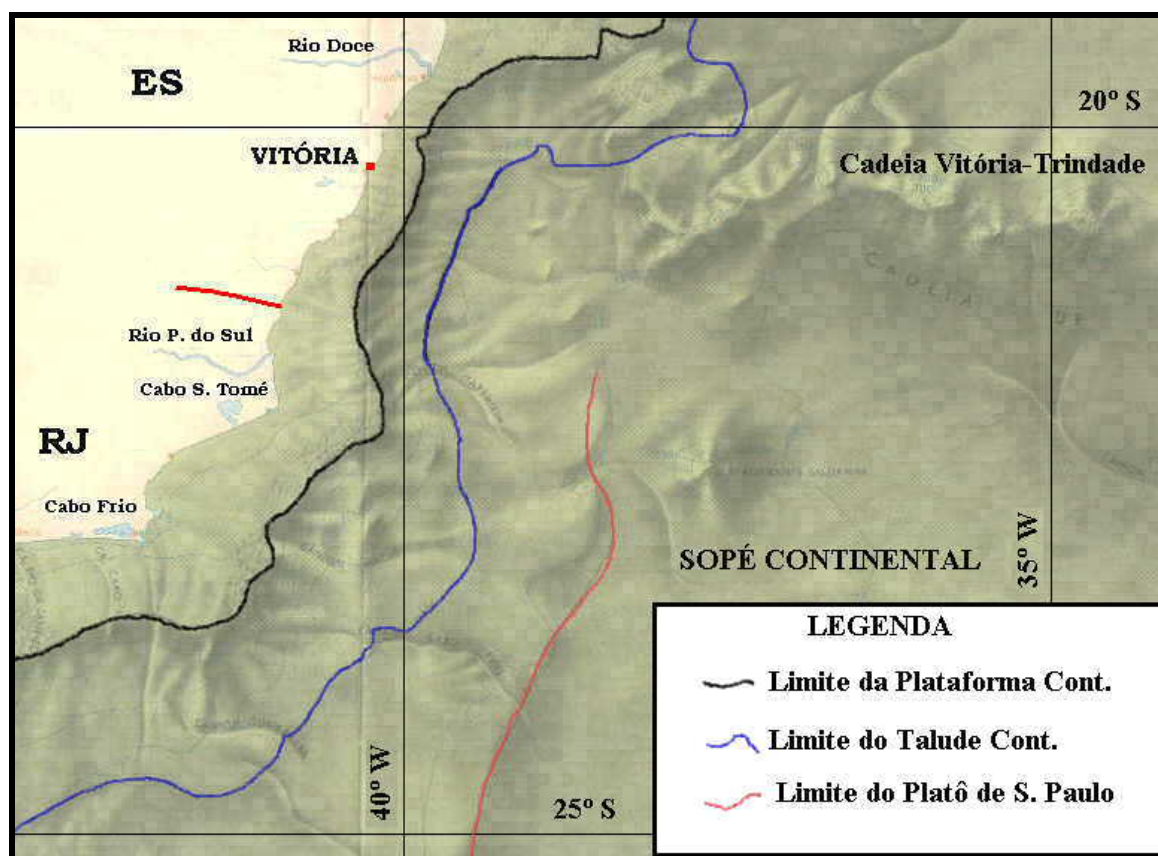 Rio Doce
ES
20º S
VITÓRIA
Cadeia Vitória-Trindade
CADEIA
Rio P. do Sul
Cabo S. Tomé
RJ
Cabo Frio
SOPÉ CONTINENTAL
35º W
40º W
25º S
LEGENDA
Limite da Plataforma Cont.
Limite do Talude Cont.
Limite do Platô de S. Paulo